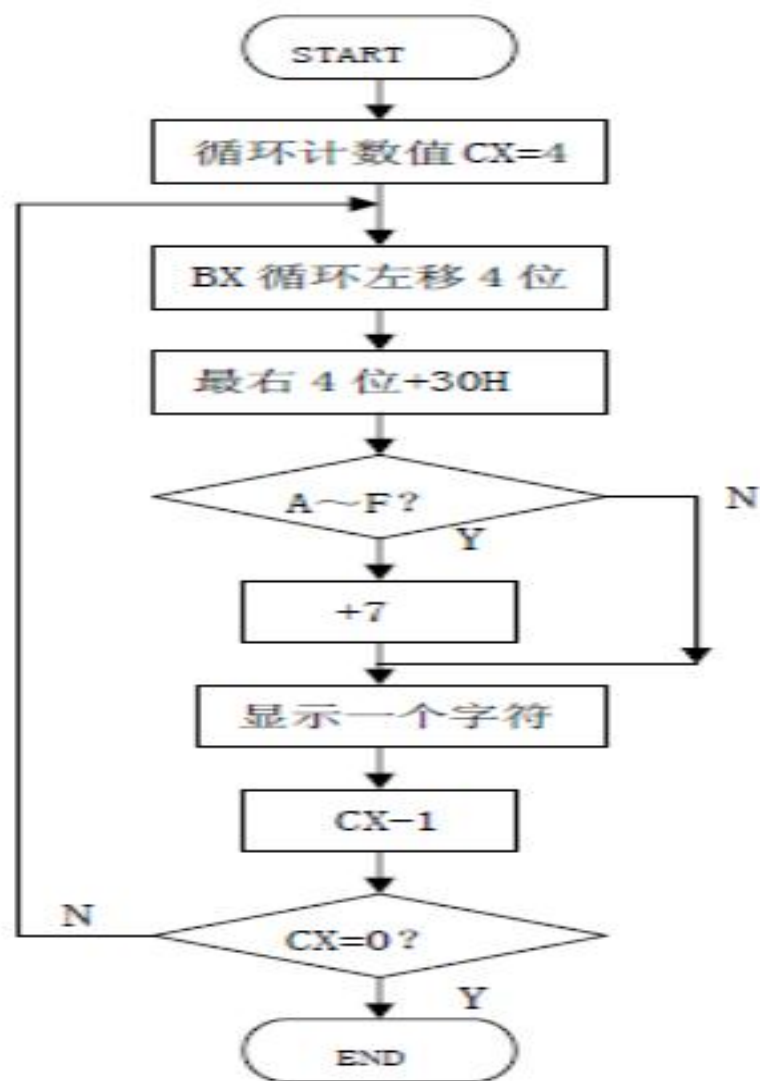 START
循环计数值CX=4
BX 循环左移 4 位
最右 4 位+30H
A～F？
N
Y
+7
显示一个字符
CX-1
N
CX=0？
Y
END